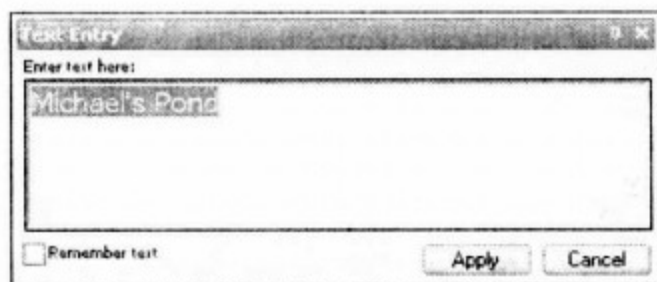 Text Entry
Enter text here:
Michael's Pond
Remember text
Apply Cancel